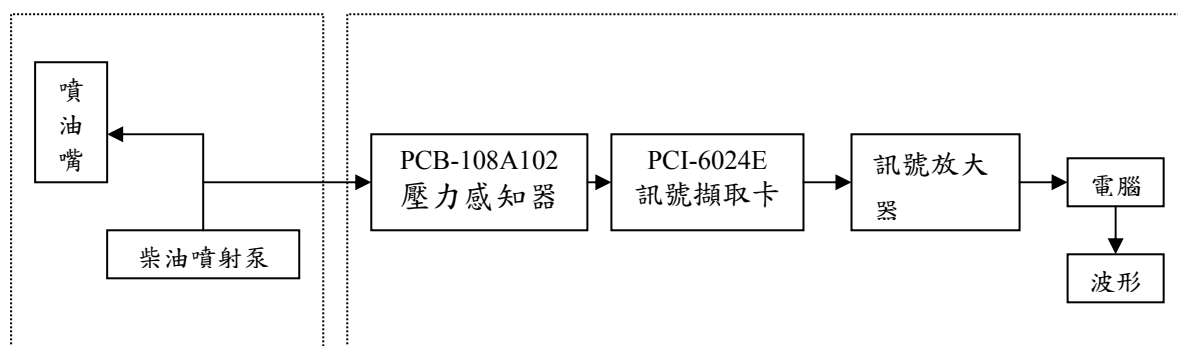 噴
油
嘴
柴油噴射泵
PCB-108A102
壓力感知器
PCI-6024E
訊號擷取卡
訊號放大
器
電腦
波形